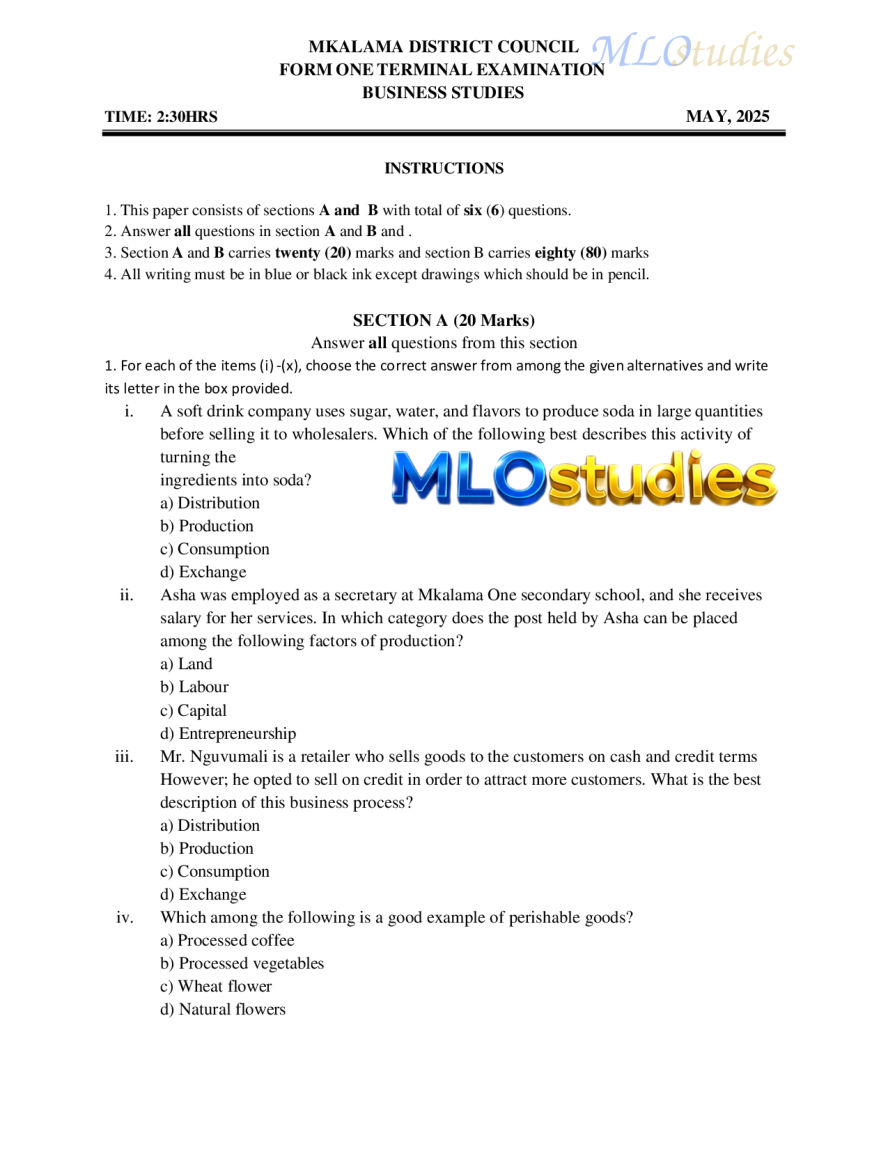 MKALAMA DISTRICT COUNCIL
MLOstudies
FORM ONE TERMINAL EXAMINATION
BUSINESS STUDIES
TIME: 2:30HRS MAY, 2025
INSTRUCTIONS
1. This paper consists of sections A and B with total of six (6) questions.
2. Answer all questions in section A and B and .
3. Section A and B carries twenty (20) marks and section B carries eighty (80) marks
4. All writing must be in blue or black ink except drawings which should be in pencil.
SECTION A (20 Marks)
Answer all questions from this section
1. For each of the items (i) -(x), choose the correct answer from among the given alternatives and write
its letter in the box provided.
i. A soft drink company uses sugar, water, and flavors to produce soda in large quantities
before selling it to wholesalers. Which of the following best describes this activity of
turning the
MLOstudies
ingredients into soda?
a) Distribution
b) Production
c) Consumption
d) Exchange
ii. Asha was employed as a secretary at Mkalama One secondary school, and she receives
salary for her services. In which category does the post held by Asha can be placed
among the following factors of production?
a) Land
b) Labour
c) Capital
d) Entrepreneurship
iii. Mr. Nguvumali is a retailer who sells goods to the customers on cash and credit terms
However; he opted to sell on credit in order to attract more customers. What is the best
description of this business process?
a) Distribution
b) Production
c) Consumption
d) Exchange
iv. Which among the following is a good example of perishable goods?
a) Processed coffee
b) Processed vegetables
c) Wheat flower
d) Natural flowers